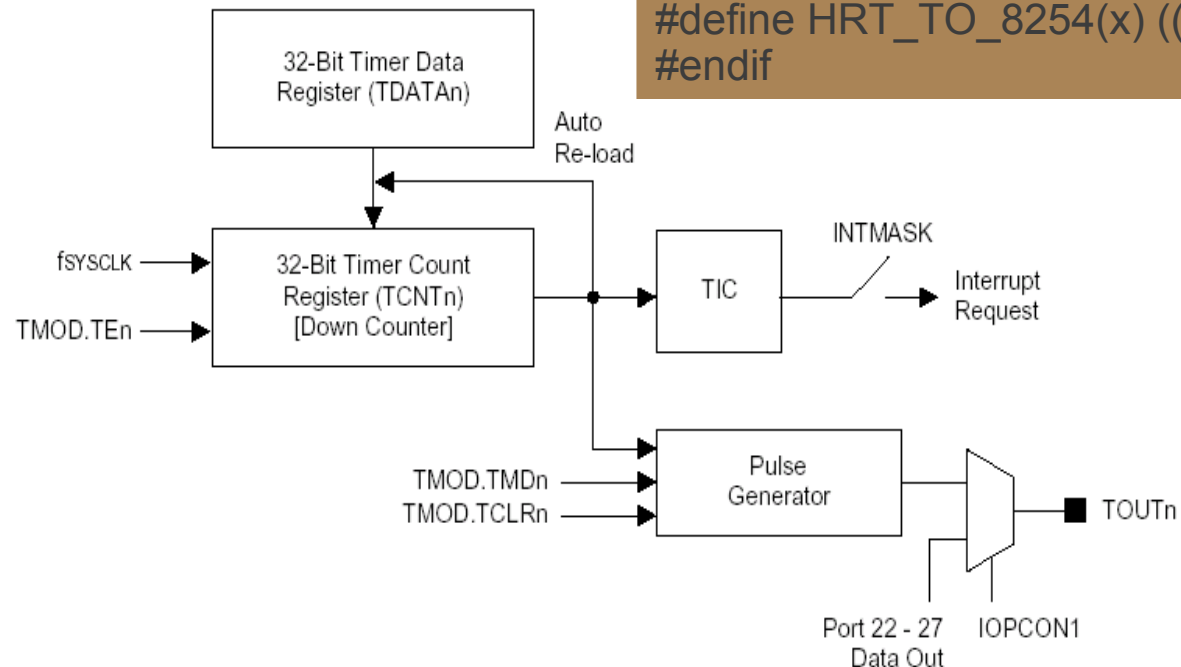 #define HRT_TO_8254(x) ((
#endif
32-Bit Timer Data
Register (TDATAn)
Auto
Re-load
fSYSCLK
TMOD.TEn
32-Bit Timer Count
Register (TCNTn)
[Down Counter]
TIC
INTMASK
Interrupt
Request
TMOD.TMDn
TMOD.TCLRn
Pulse
Generator
TOUTn
Port 22 - 27
Data Out
IOPCON1